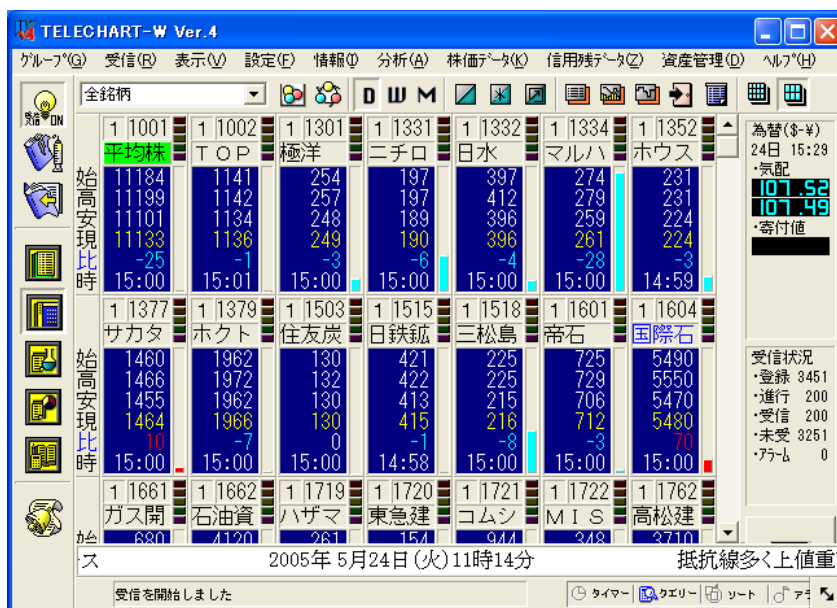 TELECHART-W Ver.4
ｸﾞﾙｰﾌﾟ(G) 受信(R) 表示(V) 設定(F) 情報(I) 分析(A) 株価ﾃﾞｰﾀ(K) 信用残ﾃﾞｰﾀ(Z) 資産管理(D) ﾍﾙﾌﾟ(H)
受信 ON
全銘柄 D W M
1 1001 1 1002 1 1301 1 1331 1 1332 1 1334 1 1352
平均株 TOP 極洋 ニチロ 日水 マルハ ホウス
始 11184 1141 254 197 397 274 231
高 11199 1142 257 197 412 279 231
安 11101 1134 248 189 396 259 224
現 11133 1136 249 190 396 261 224
比 -25 -1 -3 -6 -4 -28 -3
時 15:00 15:01 15:00 15:00 15:00 15:00 14:59
1 1377 1 1379 1 1503 1 1515 1 1518 1 1601 1 1604
サカタ ホクト 住友炭 日鉄鉱 三松島 帝石 国際石
始 1460 1962 130 421 225 725 5490
高 1466 1972 132 422 225 729 5550
安 1455 1962 130 413 215 706 5470
現 1464 1966 130 415 216 712 5480
比 10 -7 0 -1 -8 -3 70
時 15:00 15:00 15:00 14:58 15:00 15:00 15:00
1 1661 1 1662 1 1719 1 1720 1 1721 1 1722 1 1762
ガス開 石油資 ハザマ 東急建 コムシ MIS 高松建
始 680 4120 261 154 944 348 3710
為替($-¥)
24日 15:29
・気配
107.52
107.49
・寄付値
受信状況
・登録 3451
・進行 200
・受信 200
・未受 3251
・ｱﾗｰﾑ 0
ス 2005年 5月24日(火)11時14分 抵抗線多く上値重
受信を開始しました
タイマー クエリー ソート アラ